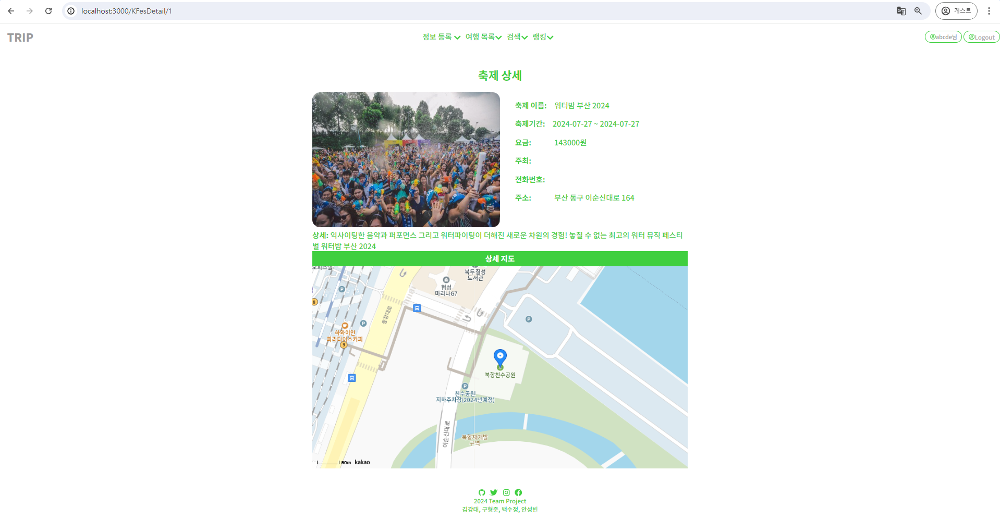 localhost:3000/KFesDetail/1
게스트
TRIP
정보 등록 여행 목록 검색 랭킹
abcde님 Logout
축제 상세
축제 이름: 워터밤 부산 2024
축제기간: 2024-07-27 ~ 2024-07-27
요금: 143000원
주최:
전화번호:
주소: 부산 동구 이순신대로 164
상세: 익사이팅한 음악과 퍼포먼스 그리고 워터파이팅이 더해진 새로운 차원의 경험! 놓칠 수 없는 최고의 워터 뮤직 페스티
벌 워터밤 부산 2024
상세 지도
오피스텔
북두칠성
도서관
협성
마리나G7
P
8
충장대로
P
P
하와이안
파라다이스커피
9
북항친수공원
P
친수공원
지하주차장(2024년예정)
이순신대로
북항재개발
구역
60m kakao
2024 Team Project
김강태, 구형준, 백수정, 안성빈